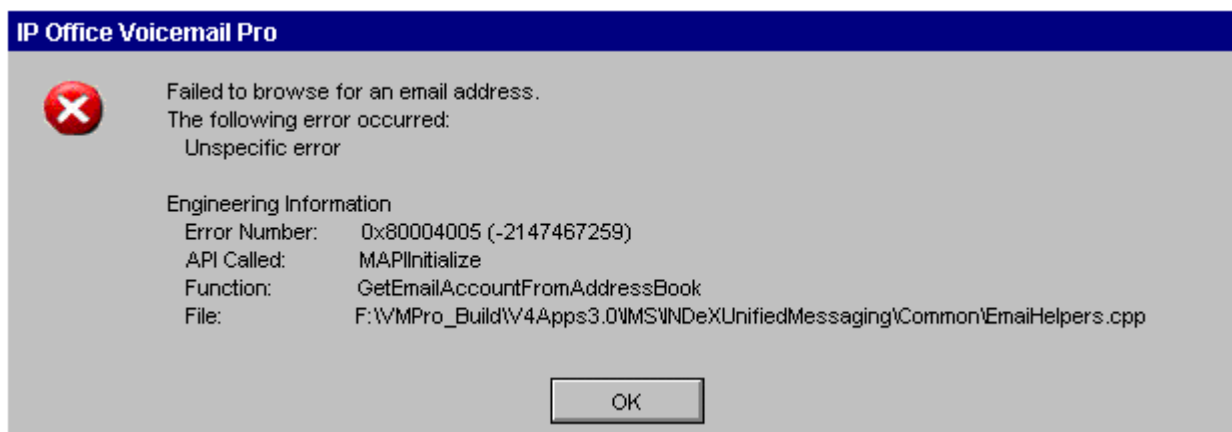 IP Office Voicemail Pro
Failed to browse for an email address.
The following error occurred:
Unspecific error
Engineering Information
Error Number: 0x80004005 (-2147467259)
API Called: MAPIInitialize
Function: GetEmailAccountFromAddressBook
File: F:\VMPro_Build\V4Apps3.0\IMS\INDeXUnifiedMessaging\Common\EmaiHelpers.cpp
OK